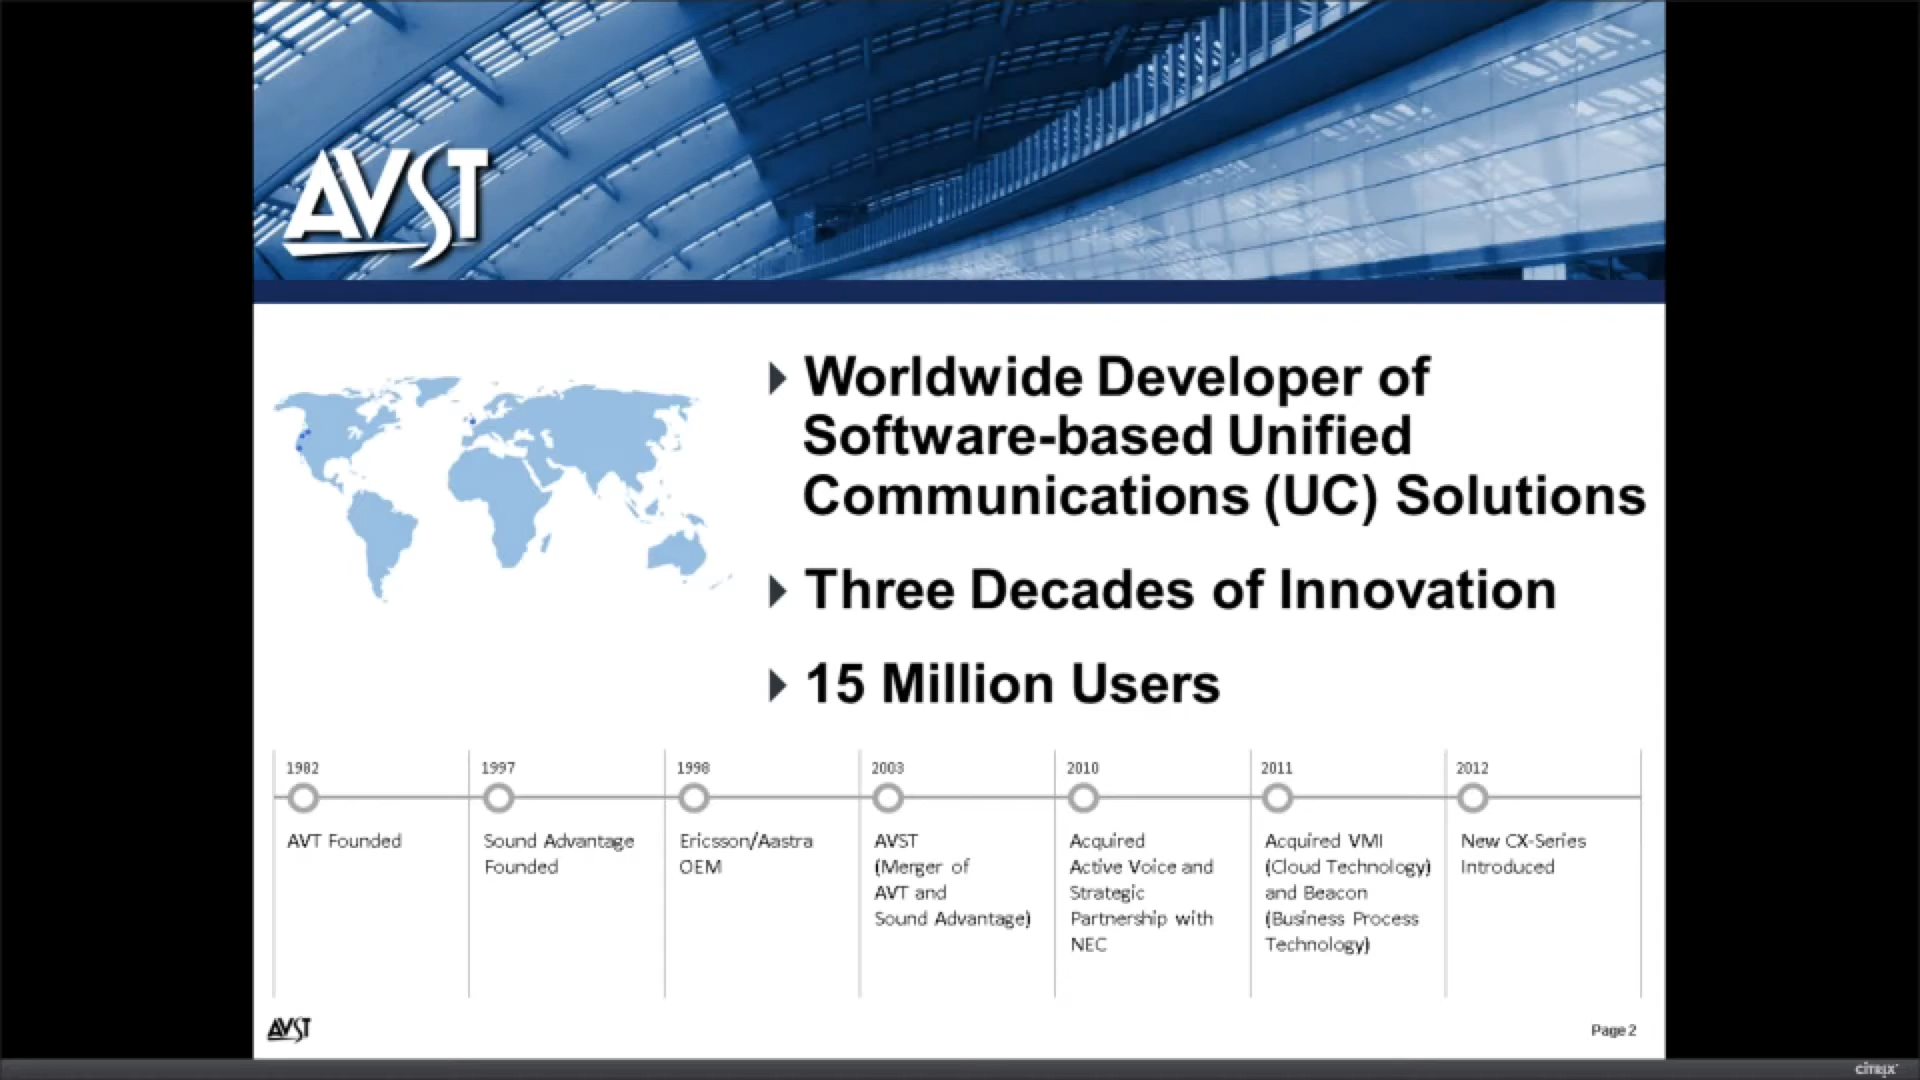 AVST
Worldwide Developer of
Software-based Unified
Communications (UC) Solutions
Three Decades of Innovation
15 Million Users
1982
1997
1998
2003
2010
2011
2012
AVT Founded
Sound Advantage
Founded
Ericsson/Aastra
OEM
AVST
(Merger of
AVT and
Sound Advantage)
Acquired
Active Voice and
Strategic
Partnership with
NEC
Acquired VMI
(Cloud Technology)
and Beacon
(Business Process
Technology)
New CX-Series
Introduced
AVST
Page 2
CITRIX